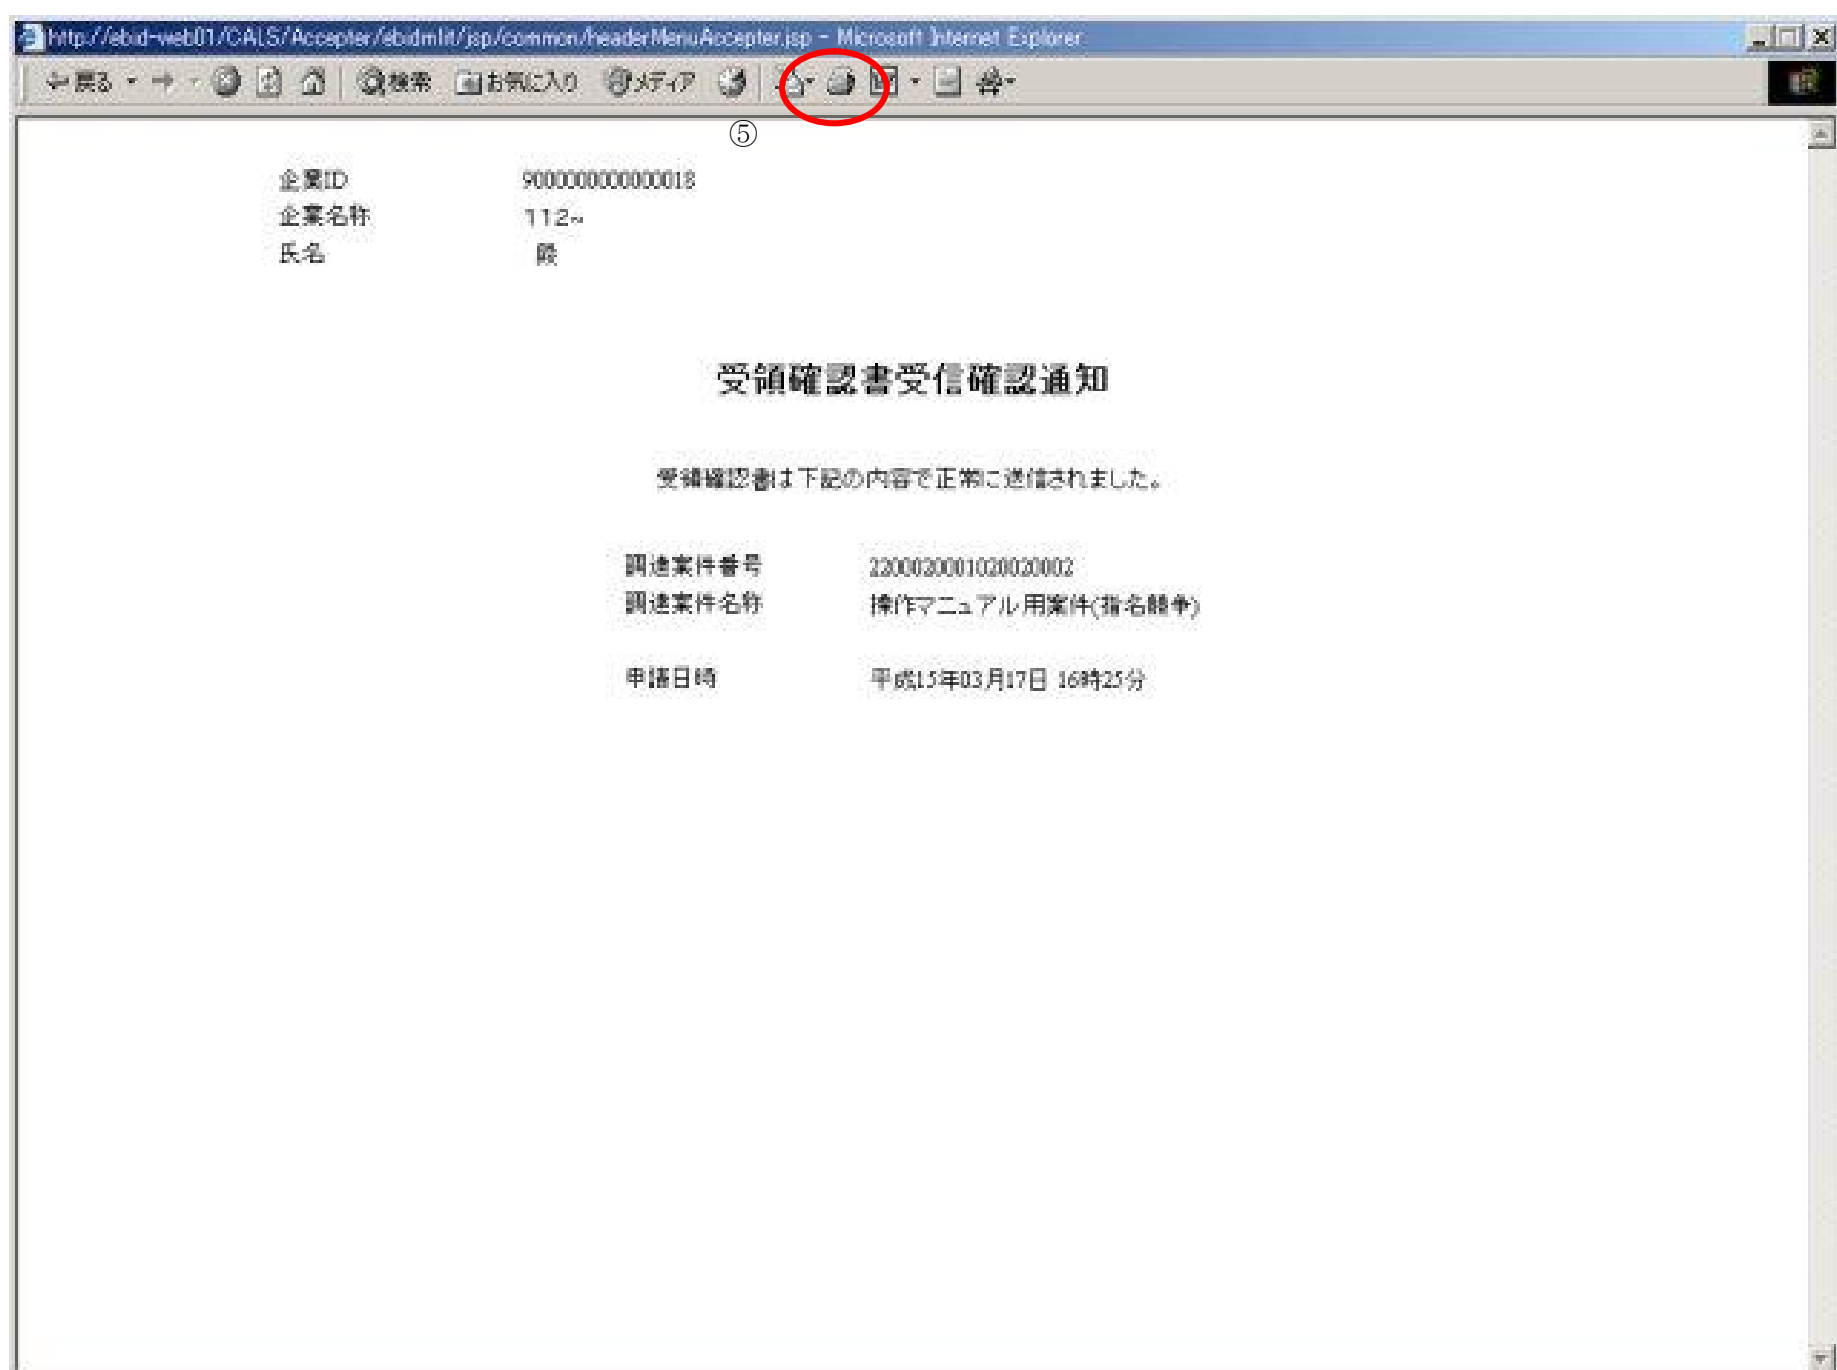 http://ebid-web01/CALS/Accepter/ebidmlit/jsp/common/headerMenuAccepter.jsp - Microsoft Internet Explorer
戻る 検索 お気に入り メディア
⑤
企業ID 9000000000000018
企業名称
氏名 殿
受領確認書受信確認通知
受領確認書は下記の内容で正常に送信されました。
調達案件番号 2200020001020020002
調達案件名称 操作マニュアル用案件(指名競争)
申請日時 平成15年03月17日 16時25分